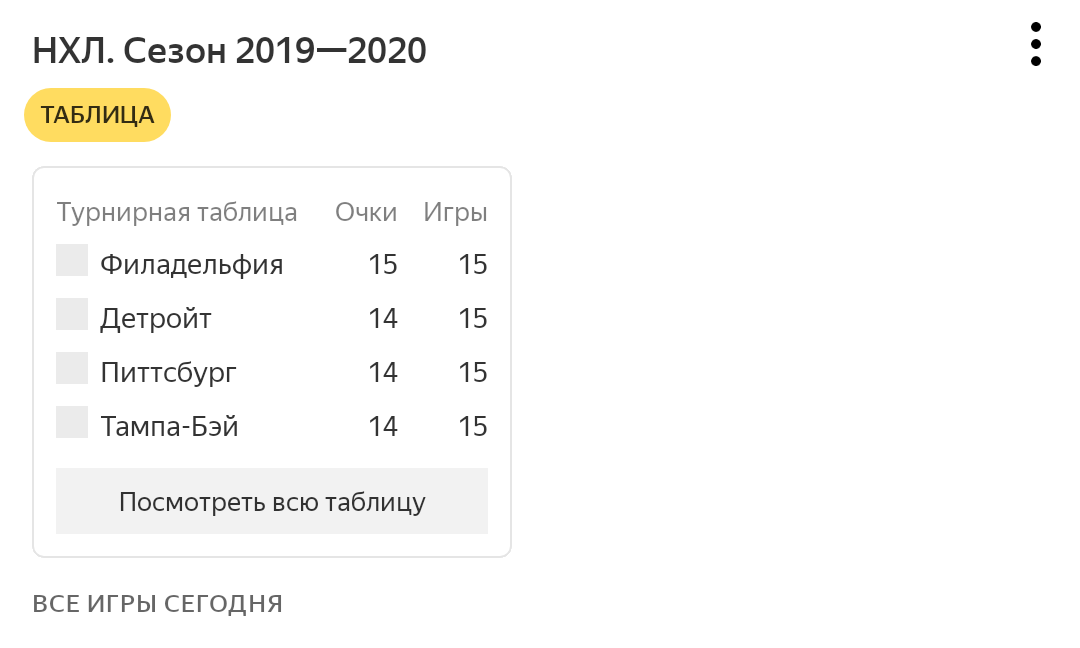 НХЛ. Сезон 2019—2020
ТАБЛИЦА
Турнирная таблица Очки Игры
Филадельфия 15 15
Детройт 14 15
Питтсбург 14 15
Тампа-Бэй 14 15
Посмотреть всю таблицу
ВСЕ ИГРЫ СЕГОДНЯ